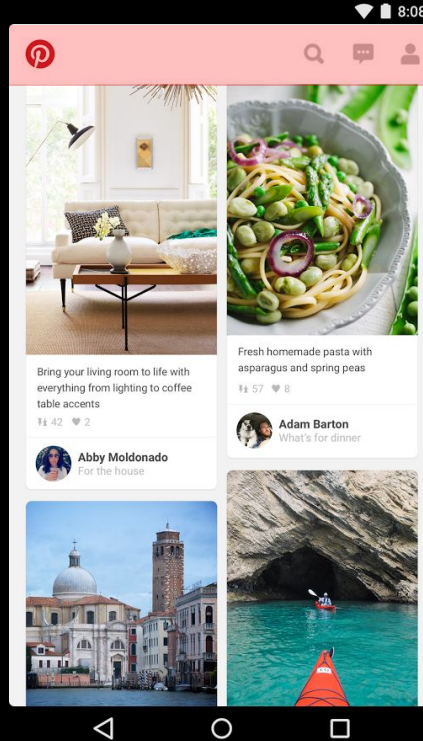 8:08
Bring your living room to life with
everything from lighting to coffee
table accents
42 2
Abby Moldonado
For the house
Fresh homemade pasta with
asparagus and spring peas
57 8
Adam Barton
What's for dinner